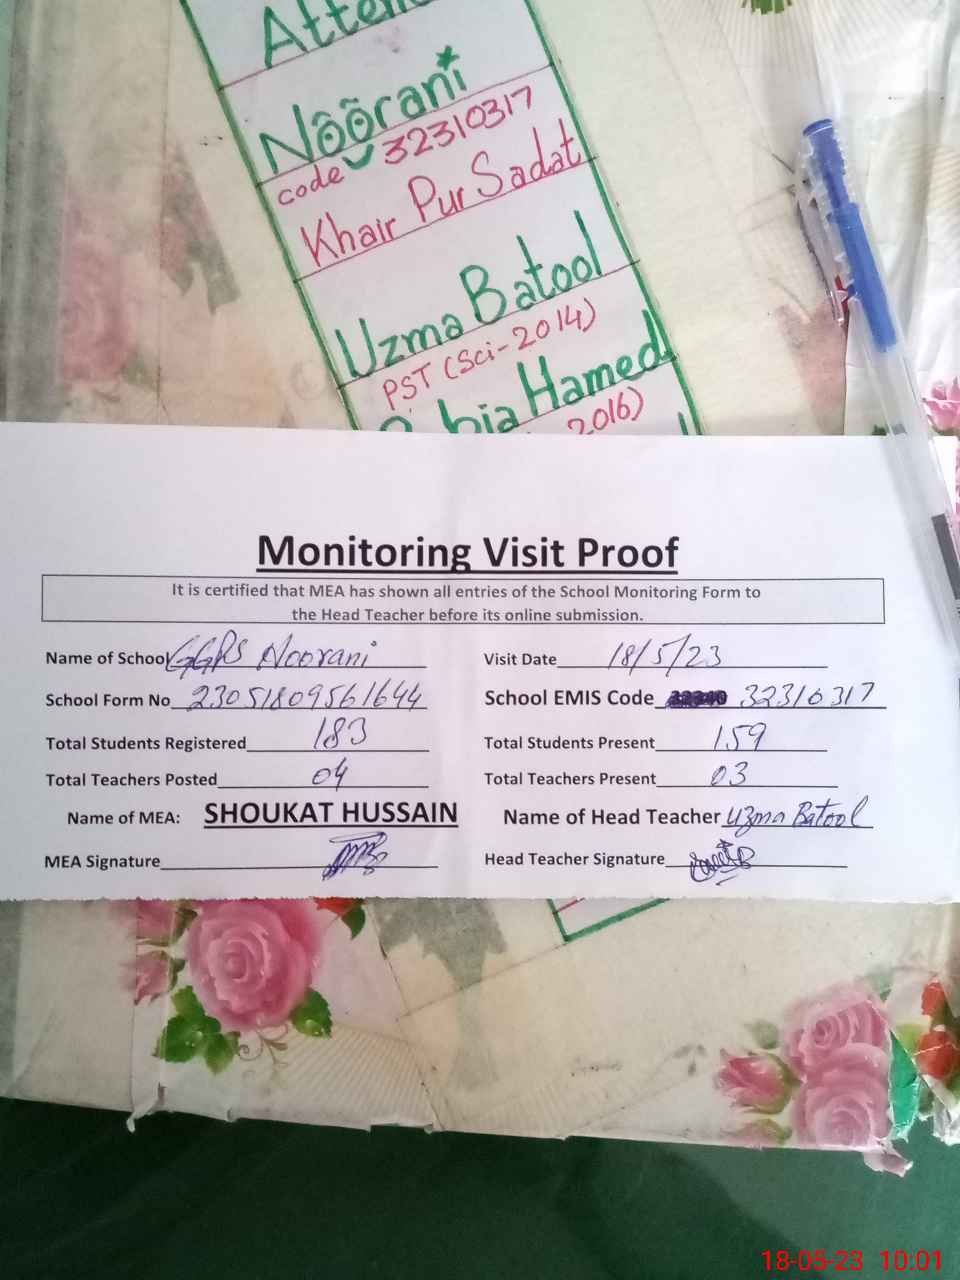 Noorani
code 32310317
Khair Pur Sadat
Uzma Batool
PST (Sci-2014)
Hamed
2016)
Monitoring Visit Proof
It is certified that MEA has shown all entries of the School Monitoring Form to
the Head Teacher before its online submission.
Name of School GGPS Noorani Visit Date 18/5/23
School Form No 23051809561644 School EMIS Code 32310317
Total Students Registered 183 Total Students Present 159
Total Teachers Posted 04 Total Teachers Present 03
Name of MEA: SHOUKAT HUSSAIN Name of Head Teacher Uzma Batool
MEA Signature Head Teacher Signature
18-05-23 10:01